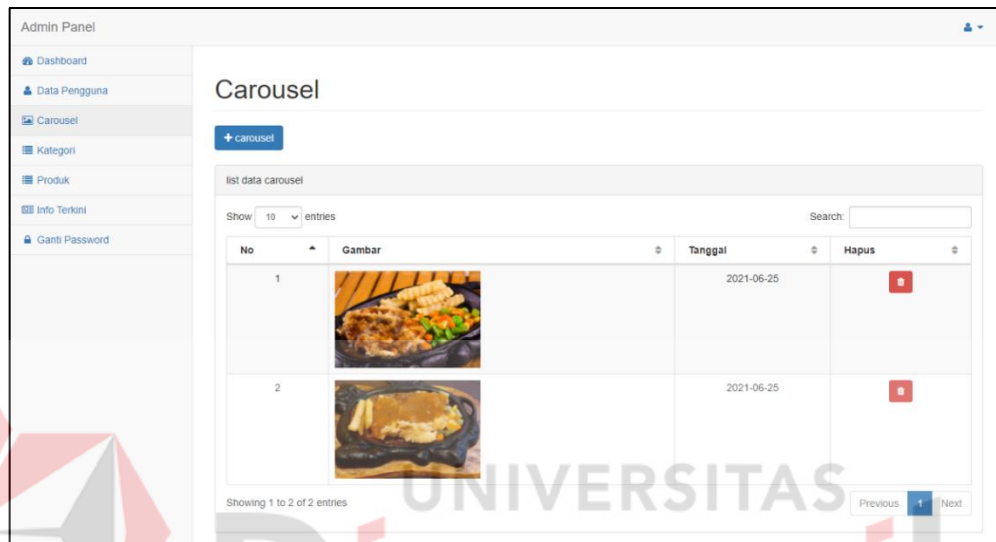 Admin Panel
Dashboard
Data Pengguna
Carousel
Kategori
Produk
Info Terkini
Ganti Password
Carousel
+ carousel
list data carousel
Show 10 entries
Search:
No Gambar Tanggal Hapus
1 2021-06-25
2 2021-06-25
Showing 1 to 2 of 2 entries
Previous 1 Next
UNIVERSITAS